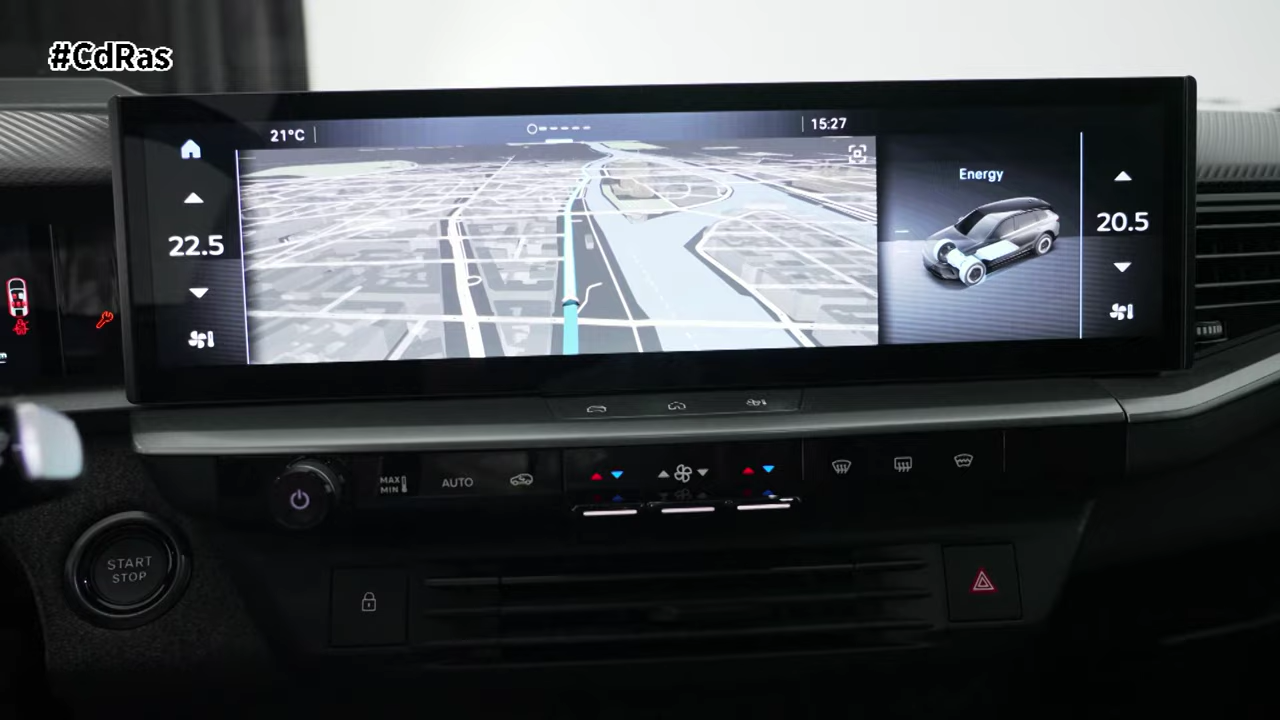 #CdRas
21°C
15:27
Energy
22.5
20.5
MAX
MIN
AUTO
START
STOP